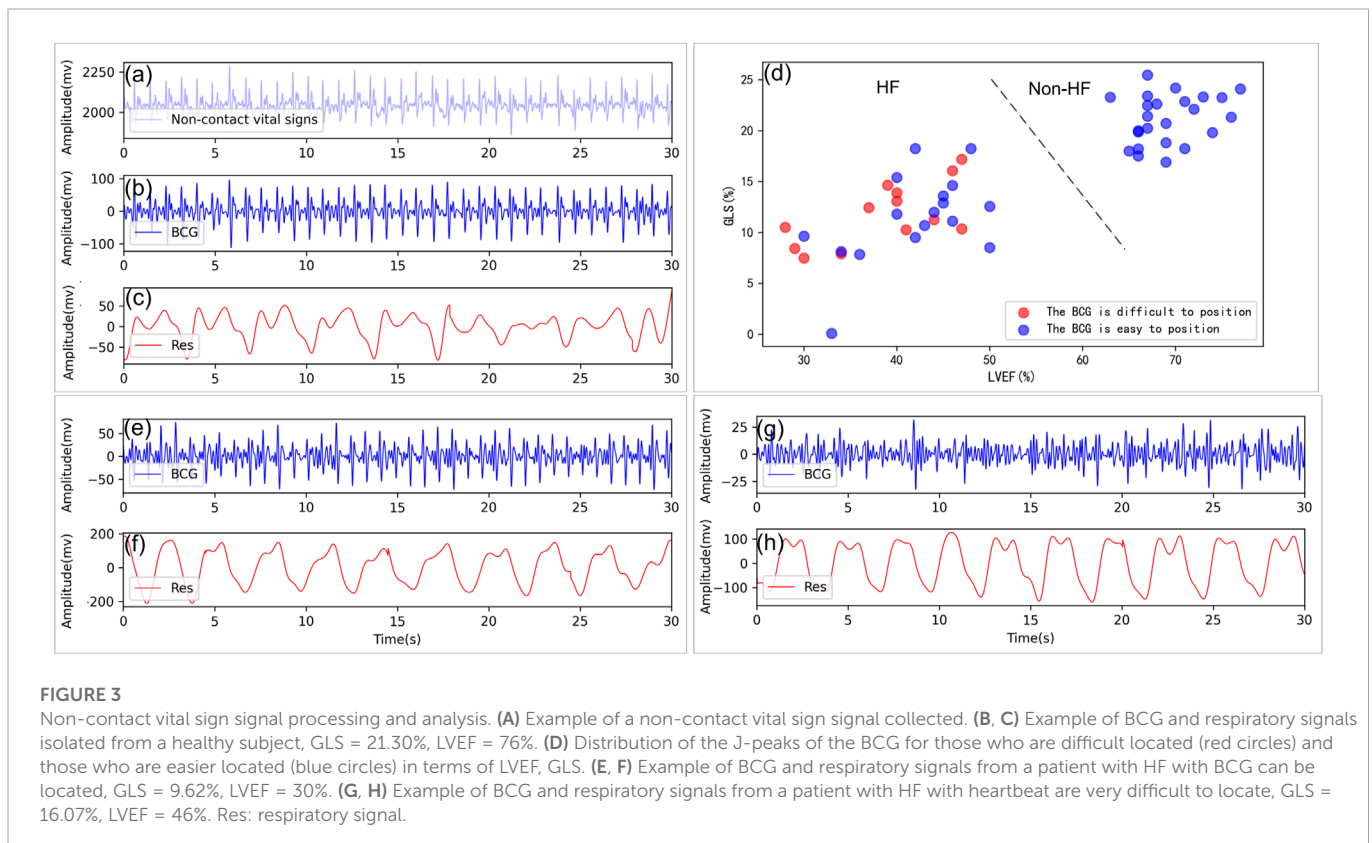 (a)
Amplitude(mv)
2250
2000
Non-contact vital signs
0 5 10 15 20 25 30
(b)
Amplitude(mv)
100
0
−100
BCG
0 5 10 15 20 25 30
(c)
Amplitude(mv)
50
0
−50
Res
0 5 10 15 20 25 30
(d)
HF
Non-HF
GLS(%)
25
20
15
10
5
0
The BCG is difficult to position
The BCG is easy to position
30 40 50 60 70
LVEF(%)
(e)
Amplitude(mv)
50
0
−50
BCG
0 5 10 15 20 25 30
(f)
Amplitude(mv)
200
0
-200
Res
0 5 10 15 20 25 30
Time(s)
(g)
Amplitude(mv)
25
0
−25
BCG
0 5 10 15 20 25 30
(h)
Amplitude(mv)
100
0
−100
Res
0 5 10 15 20 25 30
Time(s)
FIGURE 3
Non-contact vital sign signal processing and analysis. (A) Example of a non-contact vital sign signal collected. (B, C) Example of BCG and respiratory signals
isolated from a healthy subject, GLS = 21.30%, LVEF = 76%. (D) Distribution of the J-peaks of the BCG for those who are difficult located (red circles) and
those who are easier located (blue circles) in terms of LVEF, GLS. (E, F) Example of BCG and respiratory signals from a patient with HF with BCG can be
located, GLS = 9.62%, LVEF = 30%. (G, H) Example of BCG and respiratory signals from a patient with HF with heartbeat are very difficult to locate, GLS =
16.07%, LVEF = 46%. Res: respiratory signal.